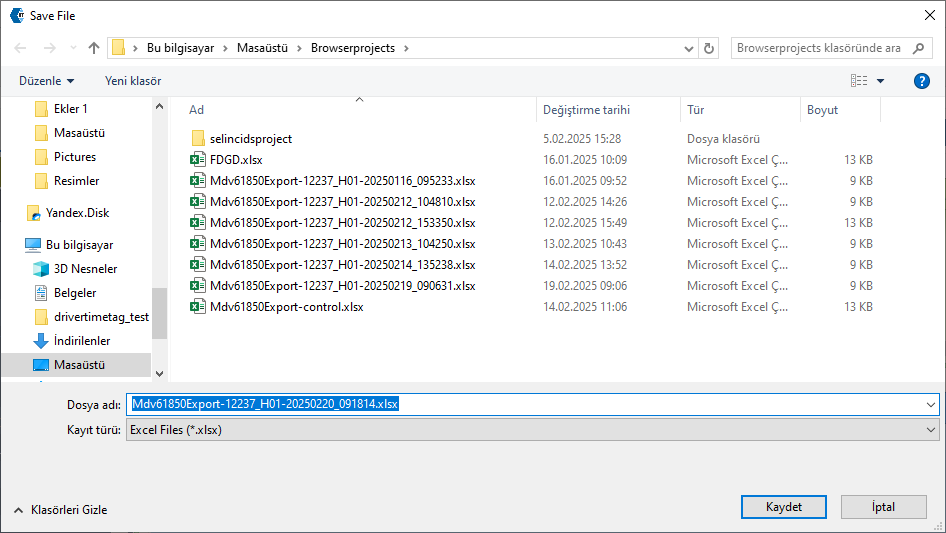 Save File
Bu bilgisayar > Masaüstü > Browserprojects >
Browserprojects klasöründe ara
Düzenle
Yeni klasör
Ekler 1
Masaüstü
Pictures
Resimler
Yandex.Disk
Bu bilgisayar
3D Nesneler
Belgeler
drivertimetag_test
İndirilenler
Masaüstü
Ad Değiştirme tarihi Tür Boyut
selincidsproject 5.02.2025 15:28 Dosya klasörü
FDGD.xlsx 16.01.2025 10:09 Microsoft Excel Ç... 13 KB
Mdv61850Export-12237_H01-20250116_095233.xlsx 16.01.2025 09:52 Microsoft Excel Ç... 9 KB
Mdv61850Export-12237_H01-20250212_104810.xlsx 12.02.2025 14:26 Microsoft Excel Ç... 9 KB
Mdv61850Export-12237_H01-20250212_153350.xlsx 12.02.2025 15:49 Microsoft Excel Ç... 13 KB
Mdv61850Export-12237_H01-20250213_104250.xlsx 13.02.2025 10:43 Microsoft Excel Ç... 9 KB
Mdv61850Export-12237_H01-20250214_135238.xlsx 14.02.2025 13:52 Microsoft Excel Ç... 9 KB
Mdv61850Export-12237_H01-20250219_090631.xlsx 19.02.2025 09:06 Microsoft Excel Ç... 9 KB
Mdv61850Export-control.xlsx 14.02.2025 11:06 Microsoft Excel Ç... 13 KB
Dosya adı: Mdv61850Export-12237_H01-20250220_091814.xlsx
Kayıt türü: Excel Files (*.xlsx)
Klasörleri Gizle
Kaydet
İptal